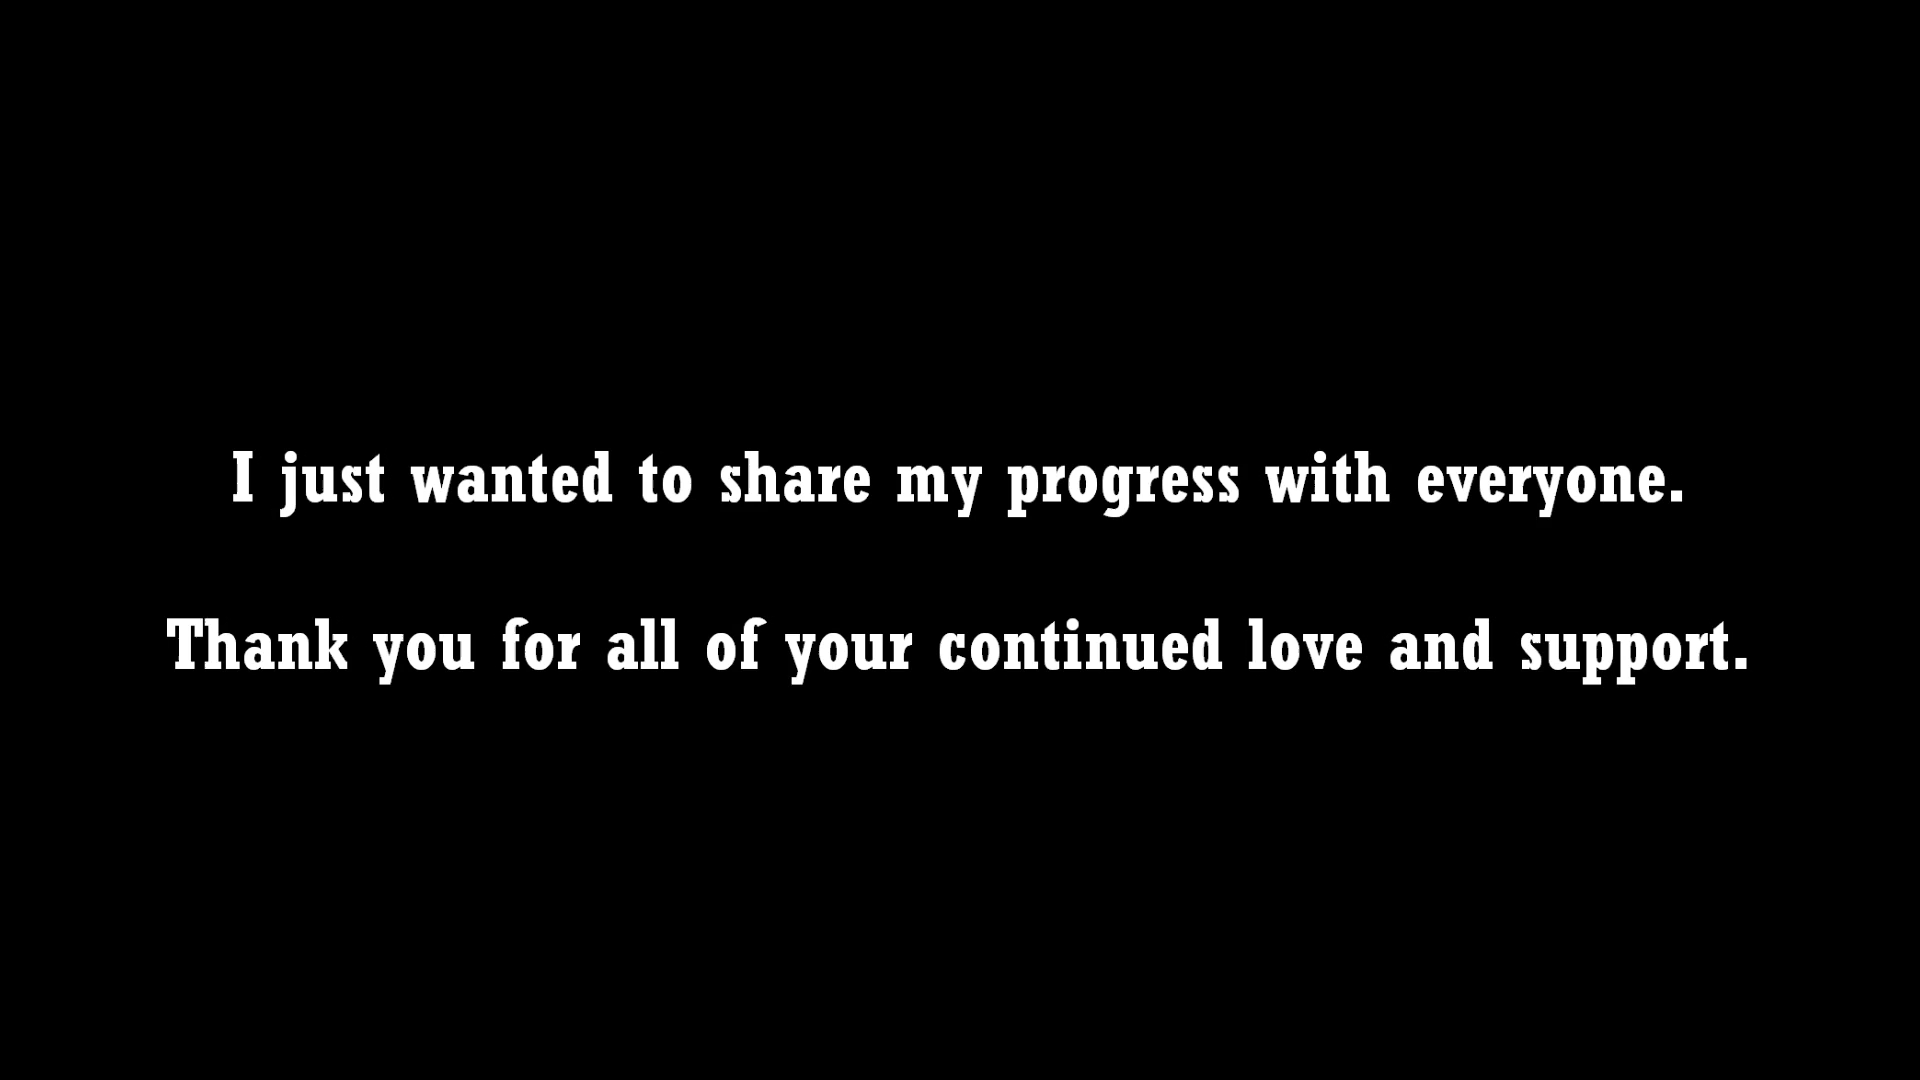 I just wanted to share my progress with everyone.
Thank you for all of your continued love and support.